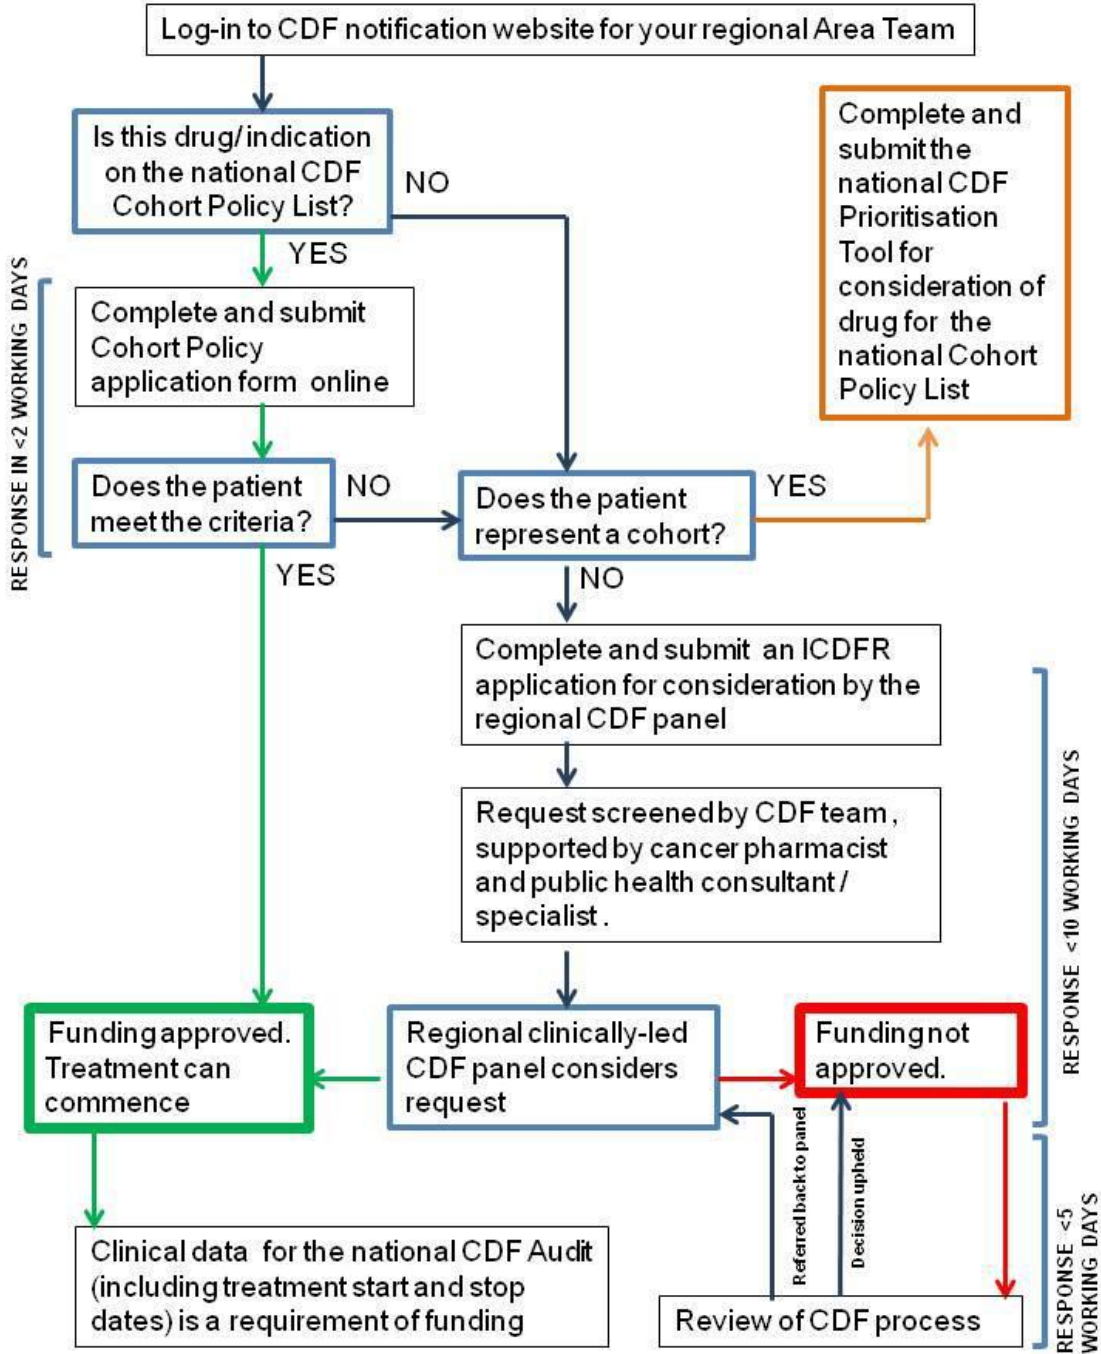 Log-in to CDF notification website for your regional Area Team
Is this drug/indication
on the national CDF
Cohort Policy List?
NO
YES
Complete and
submit the
national CDF
Prioritisation
Tool for
consideration of
drug for the
national Cohort
Policy List
RESPONSE IN <2 WORKING DAYS
Complete and submit
Cohort Policy
application form online
Does the patient
meet the criteria?
NO
YES
Does the patient
represent a cohort?
YES
NO
Complete and submit an ICDFR
application for consideration by the
regional CDF panel
Request screened by CDF team,
supported by cancer pharmacist
and public health consultant/
specialist.
RESPONSE <10 WORKING DAYS
Funding approved.
Treatment can
commence
Regional clinically-led
CDF panel considers
request
Funding not
approved.
Referred back to panel
Decision upheld
Clinical data for the national CDF Audit
(including treatment start and stop
dates) is a requirement of funding
Review of CDF process
RESPONSE <5
WORKING DAYS